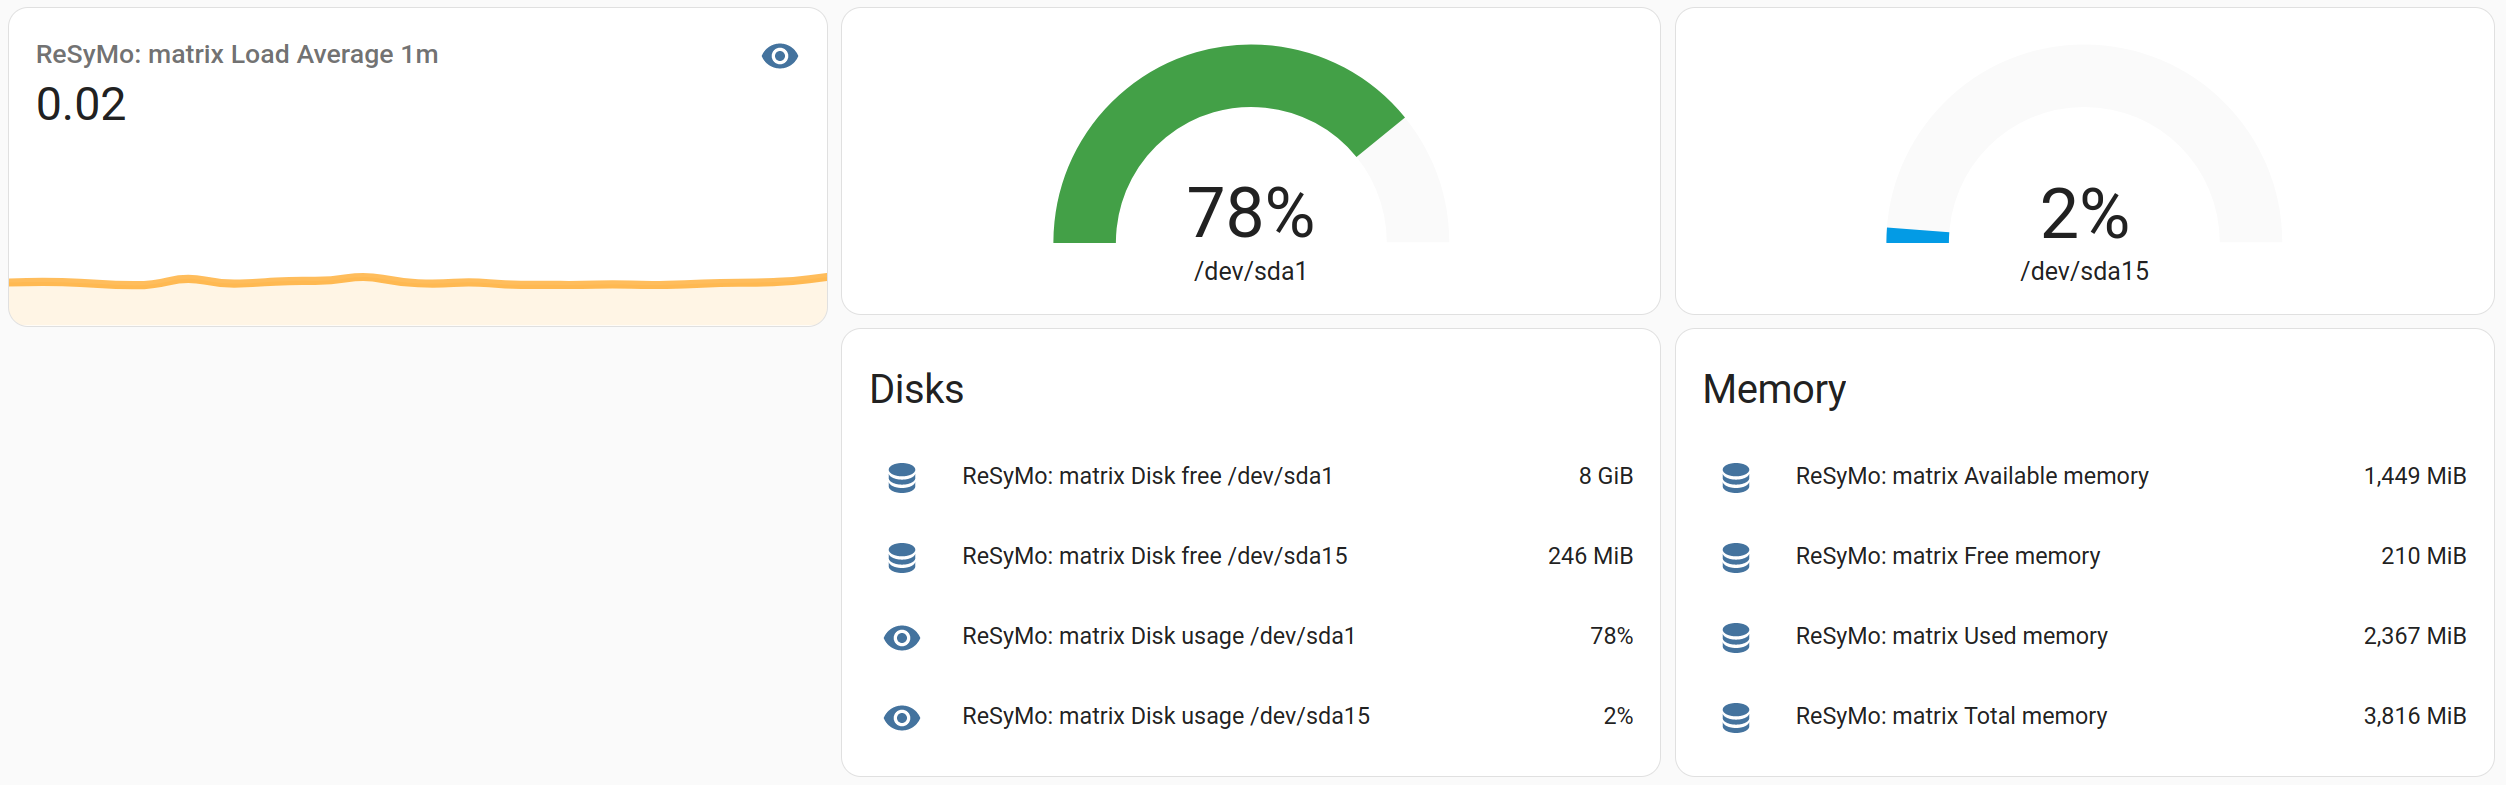 ReSyMo: matrix Load Average 1m
0.02
78%
/dev/sda1
2%
/dev/sda15
Disks
ReSyMo: matrix Disk free /dev/sda1 8 GiB
ReSyMo: matrix Disk free /dev/sda15 246 MiB
ReSyMo: matrix Disk usage /dev/sda1 78%
ReSyMo: matrix Disk usage /dev/sda15 2%
Memory
ReSyMo: matrix Available memory 1,449 MiB
ReSyMo: matrix Free memory 210 MiB
ReSyMo: matrix Used memory 2,367 MiB
ReSyMo: matrix Total memory 3,816 MiB